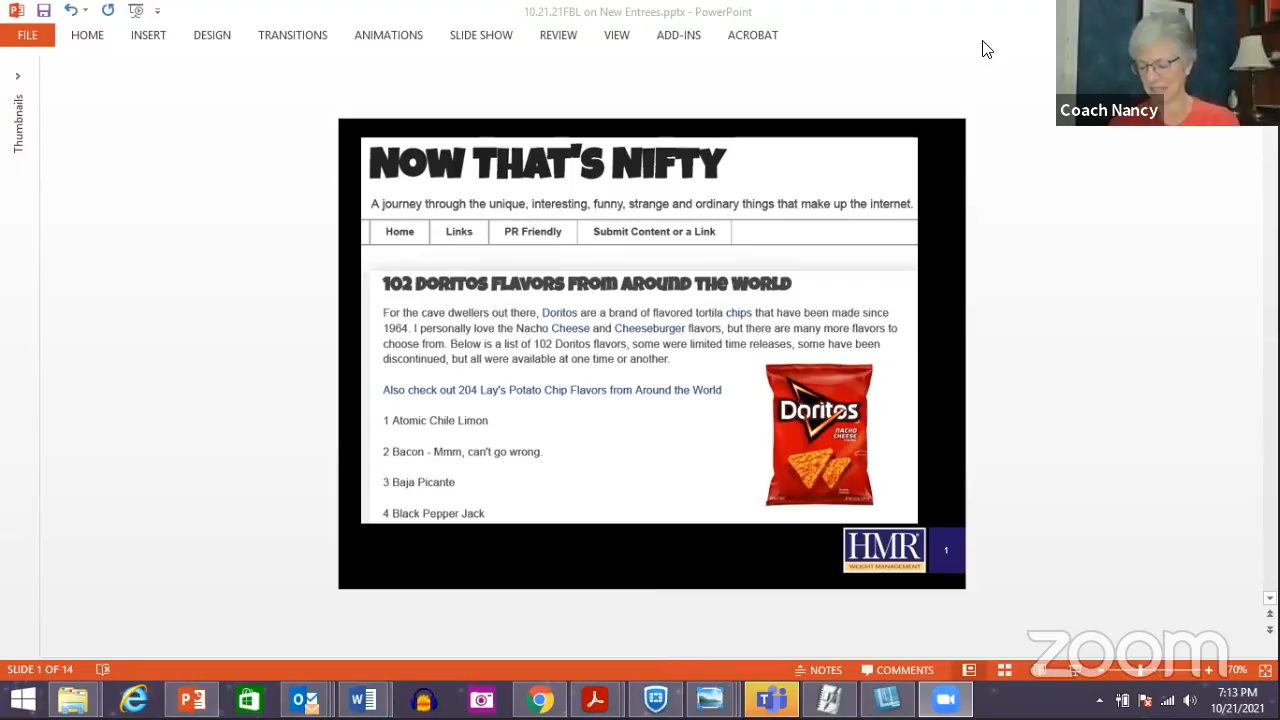 10.21.21FBL on New Entrees.pptx - PowerPoint
FILE HOME INSERT DESIGN TRANSITIONS ANIMATIONS SLIDE SHOW REVIEW VIEW ADD-INS ACROBAT
Coach Nancy
Thumbnails
NOW THAT'S NIFTY
A journey through the unique, interesting, funny, strange and ordinary things that make up the internet.
Home Links PR Friendly Submit Content or a Link
102 DORITOS FLAVORS FROM AROUND THE WORLD
For the cave dwellers out there, Doritos are a brand of flavored tortila chips that have been made since
1964. I personally love the Nacho Cheese and Cheeseburger flavors, but there are many more flavors to
choose from. Below is a list of 102 Doritos flavors, some were limited time releases, some have been
discontinued, but all were available at one time or another.
Also check out 204 Lay's Potato Chip Flavors from Around the World
1 Atomic Chile Limon
2 Bacon - Mmm, can't go wrong.
3 Baja Picante
4 Black Pepper Jack
Doritos
NACHO
CHEESE
HMR
WEIGHT MANAGEMENT
1
zoom
SLIDE 1 OF 14 NOTES COMMENTS 70%
7:13 PM
10/21/2021